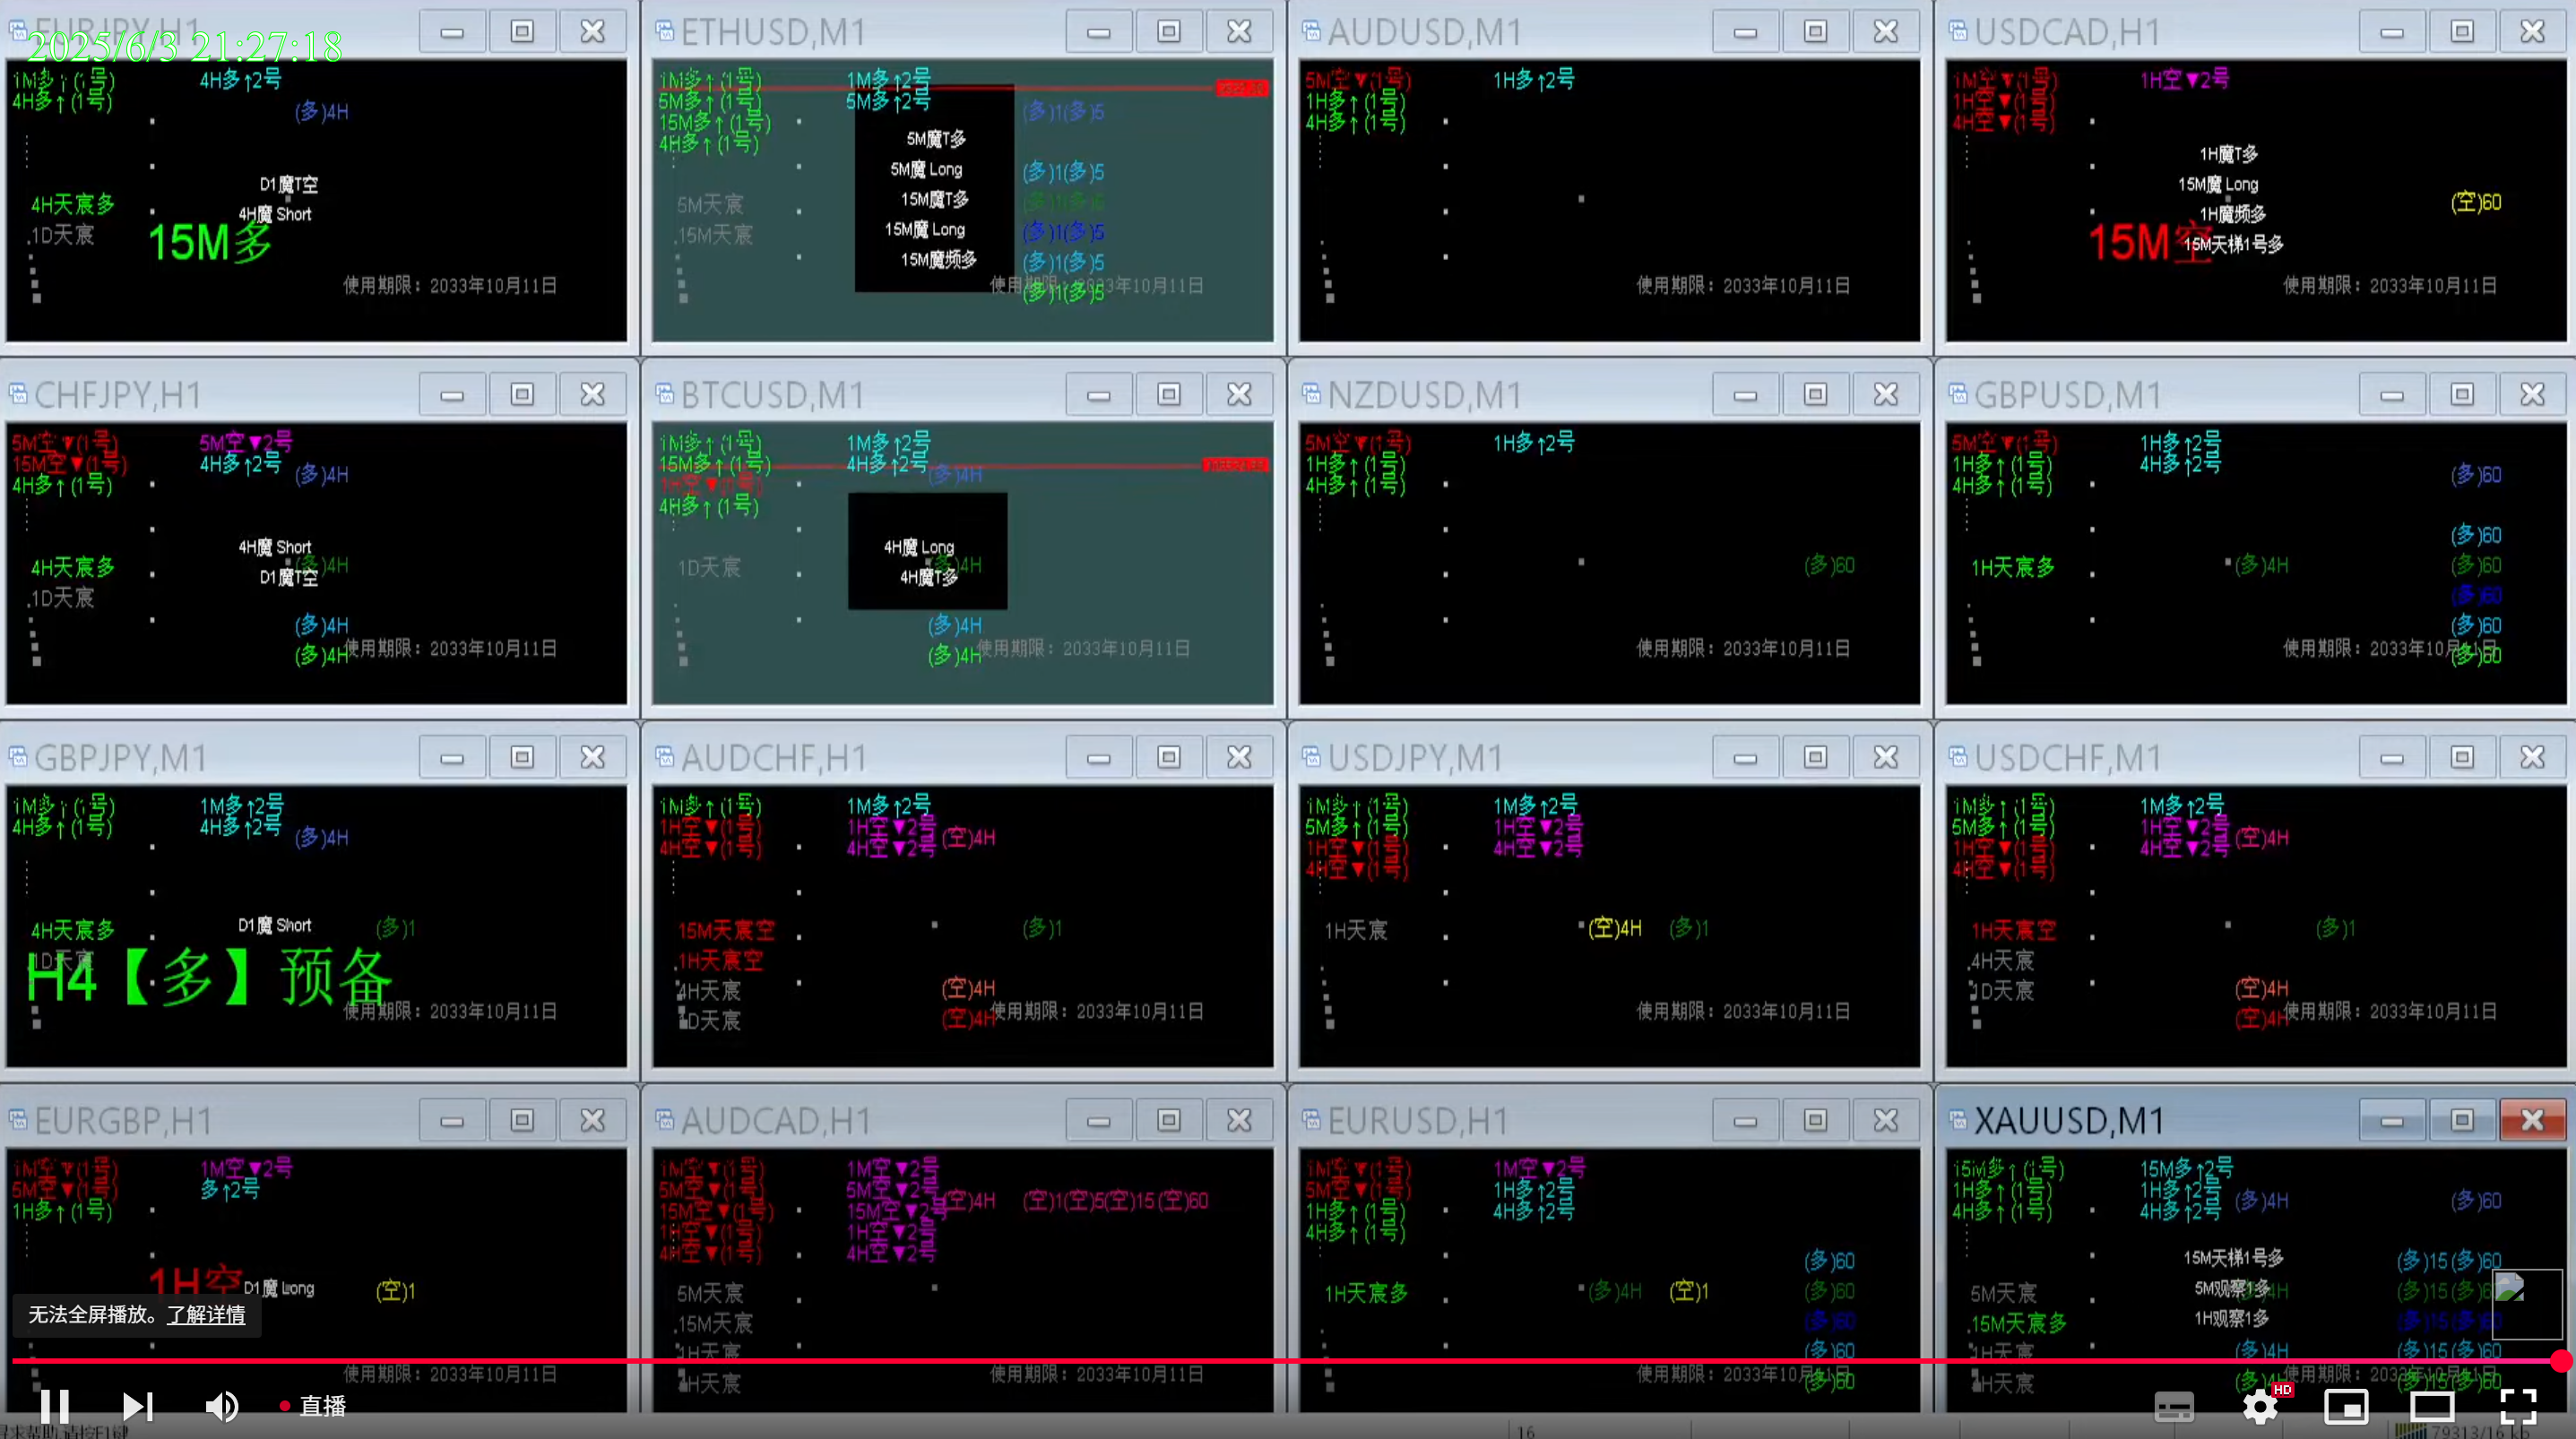 EURJPY,H1
2025/6/3 21:27:18
1M多↑(1号)
4H多↑(1号)
4H多↑2号
(多)4H
D1魔T空
4H天宸多
4H魔 Short
.1D天宸
15M多
使用期限：2033年10月11日
ETHUSD,M1
1M多↑(1号)
5M多↑(1号)
15M多↑(1号)
4H多↑(1号)
1M多↑2号
5M多↑2号
(多)1(多)5
5M魔T多
5M魔 Long
(多)1(多)5
15M魔T多
(多)1(多)5
5M天宸
15M魔 Long
(多)1(多)5
.15M天宸
15M魔频多
(多)1(多)5
使用期限：2033年10月11日
(多)1(多)5
AUDUSD,M1
5M空▼(1号)
1H多↑(1号)
4H多↑(1号)
1H多↑2号
使用期限：2033年10月11日
USDCAD,H1
1M空▼(1号)
1H空▼(1号)
4H空▼(1号)
1H空▼2号
1H魔T多
15M魔 Long
(空)60
1H魔频多
15M空
15M天梯1号多
使用期限：2033年10月11日
CHFJPY,H1
5M空▼(1号)
15M空▼(1号)
4H多↑(1号)
5M空▼2号
4H多↑2号
(多)4H
4H魔 Short
4H天宸多
(多)4H
D1魔T空
.1D天宸
(多)4H
(多)4H
使用期限：2033年10月11日
BTCUSD,M1
1M多↑(1号)
15M多↑(1号)
1H空▼(1号)
4H多↑(1号)
1M多↑2号
4H多↑2号
(多)4H
4H魔 Long
1D天宸
(多)4H
4H魔T多
(多)4H
(多)4H
使用期限：2033年10月11日
NZDUSD,M1
5M空▼(1号)
1H多↑(1号)
4H多↑(1号)
1H多↑2号
(多)60
使用期限：2033年10月11日
GBPUSD,M1
5M空▼(1号)
1H多↑(1号)
4H多↑(1号)
1H多↑2号
4H多↑2号
(多)60
(多)60
1H天宸多
(多)4H
(多)60
(多)60
(多)60
使用期限：2033年10月11日
(多)60
GBPJPY,M1
1M多↑(1号)
4H多↑(1号)
1M多↑2号
4H多↑2号
(多)4H
4H天宸多
D1魔 Short
(多)1
1D天宸
H4【多】预备
使用期限：2033年10月11日
AUDCHF,H1
1M多↑(1号)
1H空▼(1号)
4H空▼(1号)
1M多↑2号
1H空▼2号
4H空▼2号
(空)4H
15M天宸空
(多)1
.1H天宸空
4H天宸
(空)4H
1D天宸
(空)4H
使用期限：2033年10月11日
USDJPY,M1
1M多↑(1号)
5M多↑(1号)
1H空▼(1号)
4H空▼(1号)
1M多↑2号
1H空▼2号
4H空▼2号
1H天宸
(空)4H
(多)1
使用期限：2033年10月11日
USDCHF,M1
1M多↑(1号)
5M多↑(1号)
1H空▼(1号)
4H空▼(1号)
1M多↑2号
1H空▼2号
4H空▼2号
(空)4H
1H天宸空
(多)1
.4H天宸
1D天宸
(空)4H
(空)4H
使用期限：2033年10月11日
EURGBP,H1
1M空▼(1号)
5M空▼(1号)
1H多↑(1号)
1M空▼2号
多↑2号
1H空
D1魔 Long
(空)1
无法全屏播放。了解详情
使用期限：2033年10月11日
AUDCAD,H1
1M空▼(1号)
5M空▼(1号)
15M空▼(1号)
1H空▼(1号)
4H空▼(1号)
1M空▼2号
5M空▼2号
15M空▼2号
1H空▼2号
4H空▼2号
(空)4H
(空)1(空)5(空)15(空)60
5M天宸
.15M天宸
1H天宸
4H天宸
使用期限：2033年10月11日
EURUSD,H1
1M空▼(1号)
5M空▼(1号)
1H多↑(1号)
4H多↑(1号)
1M空▼2号
1H多↑2号
4H多↑2号
(多)60
1H天宸多
(多)4H
(空)1
(多)60
(多)60
(多)60
使用期限：2033年10月11日
(多)60
XAUUSD,M1
15M多↑(1号)
1H多↑(1号)
4H多↑(1号)
15M多↑2号
1H多↑2号
4H多↑2号
(多)4H
(多)60
15M天梯1号多
(多)15(多)60
5M天宸
5M观察1多
(多)15(多)6
.15M天宸多
1H观察1多
(多)15(多)6
1H天宸
(多)4H
(多)15(多)60
4H天宸
(多)4H
使用期限：2033年10月11日
(多)15(多)60
直播
HD
寻求帮助,请按F1键
16
79313/16 kb